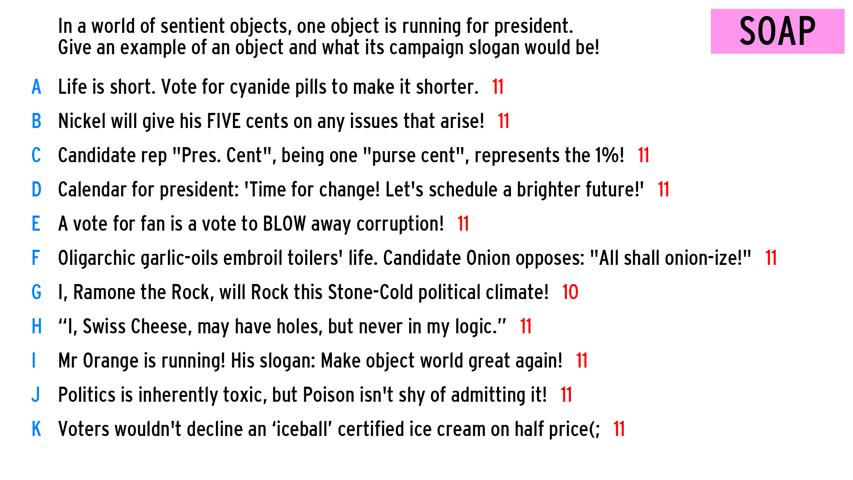 In a world of sentient objects, one object is running for president.
Give an example of an object and what its campaign slogan would be!
SOAP
A Life is short. Vote for cyanide pills to make it shorter. 11
B Nickel will give his FIVE cents on any issues that arise! 11
C Candidate rep "Pres. Cent", being one "purse cent", represents the 1%! 11
D Calendar for president: 'Time for change! Let's schedule a brighter future!' 11
E A vote for fan is a vote to BLOW away corruption! 11
F Oligarchic garlic-oils embroil toilers' life. Candidate Onion opposes: "All shall onion-ize!" 11
G I, Ramone the Rock, will Rock this Stone-Cold political climate! 10
H “I, Swiss Cheese, may have holes, but never in my logic.” 11
I Mr Orange is running! His slogan: Make object world great again! 11
J Politics is inherently toxic, but Poison isn't shy of admitting it! 11
K Voters wouldn't decline an ‘iceball’ certified ice cream on half price(; 11